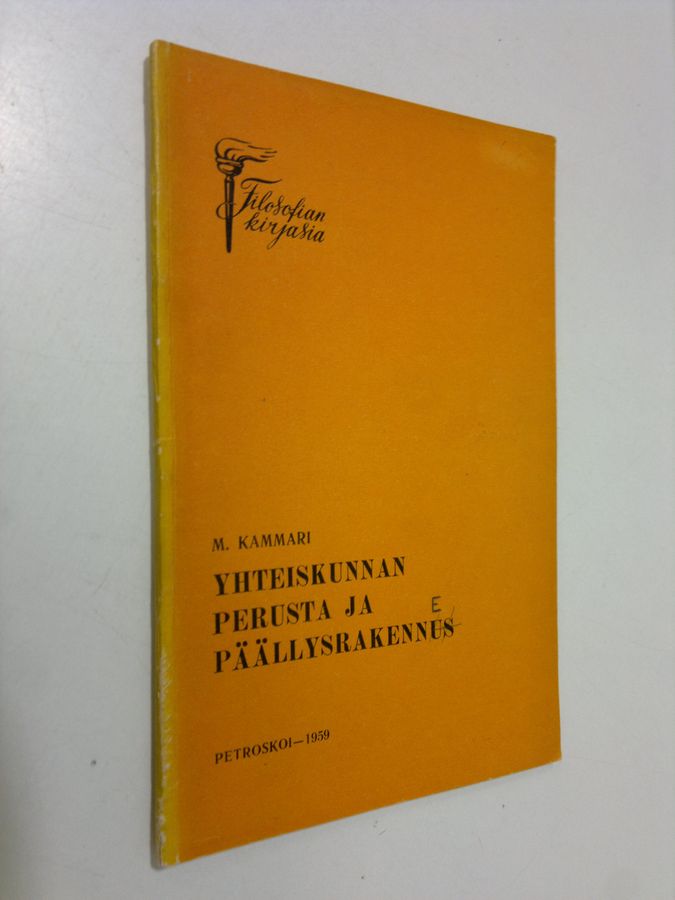 Filosofian
kirjasia
M. KAMMARI
YHTEISKUNNAN
PERUSTA JA
E
PÄÄLLYSRAKENNUS
PETROSKOI—1959